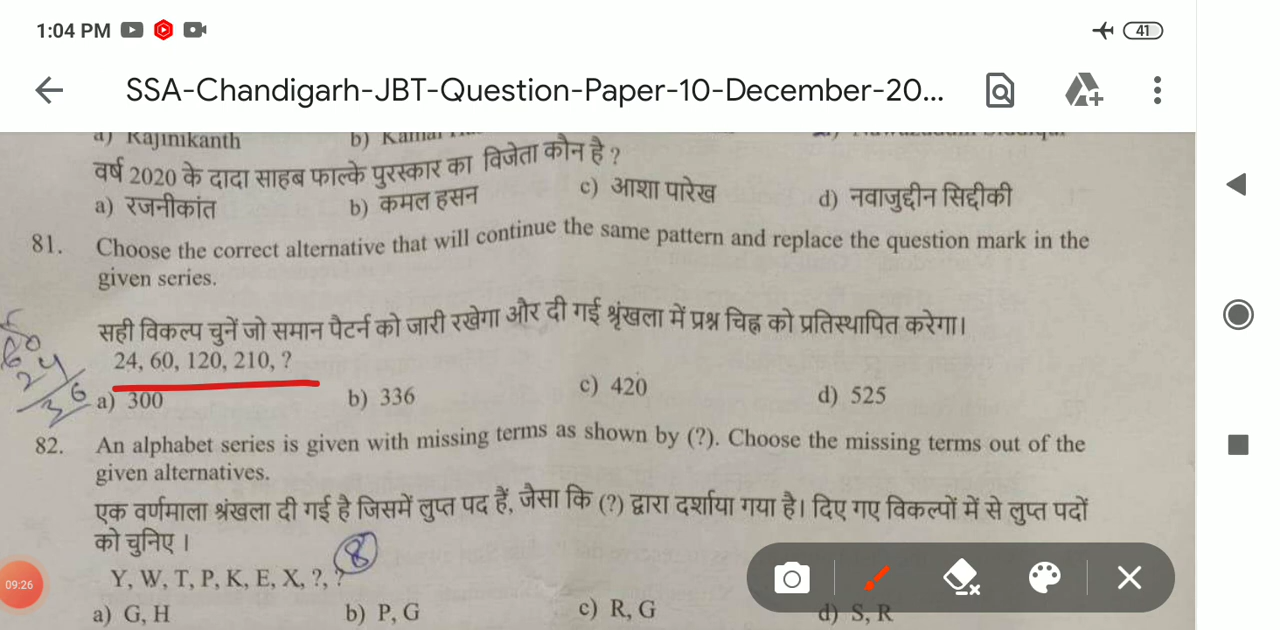 1:04 PM
41
SSA-Chandigarh-JBT-Question-Paper-10-December-20...
a) Rajinikanth b) Kamal
वर्ष 2020 के दादा साहब फाल्के पुरस्कार का विजेता कौन है ?
a) रजनीकांत b) कमल हसन c) आशा पारेख d) नवाजुद्दीन सिद्दीकी
81. Choose the correct alternative that will continue the same pattern and replace the question mark in the
given series.
सही विकल्प चुनें जो समान पैटर्न को जारी रखेगा और दी गई श्रृंखला में प्रश्न चिह्न को प्रतिस्थापित करेगा।
24, 60, 120, 210, ?
a) 300 b) 336 c) 420 d) 525
82. An alphabet series is given with missing terms as shown by (?). Choose the missing terms out of the
given alternatives.
एक वर्णमाला श्रंखला दी गई है जिसमें लुप्त पद हैं, जैसा कि (?) द्वारा दर्शाया गया है। दिए गए विकल्पों में से लुप्त पदों
को चुनिए ।
8
Y, W, T, P, K, E, X, ?, ?
a) G, H b) P, G c) R, G d) S, R
09:26